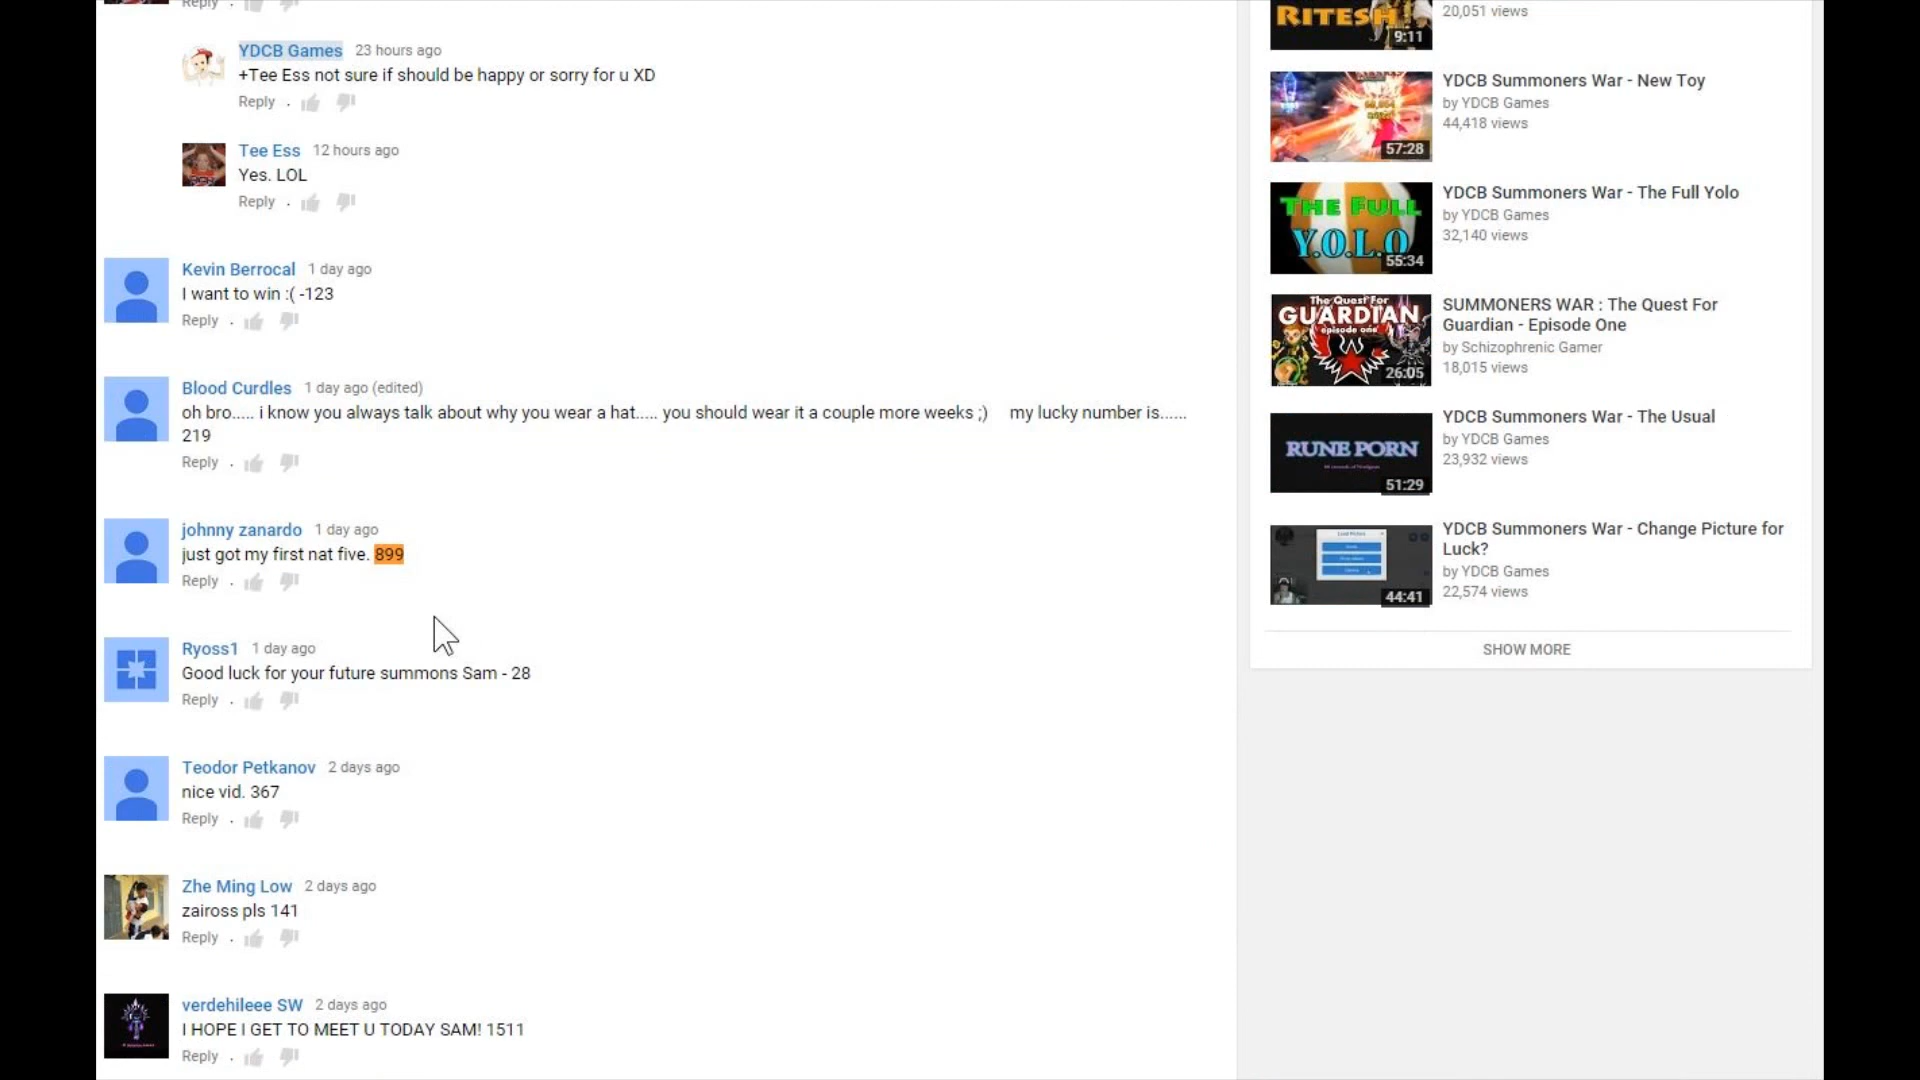 Reply .
YDCB Games 23 hours ago
+Tee Ess not sure if should be happy or sorry for u XD
Reply .
Tee Ess 12 hours ago
Yes. LOL
Reply .
Kevin Berrocal 1 day ago
I want to win :( -123
Reply .
Blood Curdles 1 day ago (edited)
oh bro..... i know you always talk about why you wear a hat..... you should wear it a couple more weeks ;) my lucky number is......
219
Reply .
johnny zanardo 1 day ago
just got my first nat five. 899
Reply .
Ryoss1 1 day ago
Good luck for your future summons Sam - 28
Reply .
Teodor Petkanov 2 days ago
nice vid. 367
Reply .
Zhe Ming Low 2 days ago
zaiross pls 141
Reply .
verdehileee SW 2 days ago
I HOPE I GET TO MEET U TODAY SAM! 1511
Reply .
RITESH
9:11
20,051 views
57:28
YDCB Summoners War - New Toy
by YDCB Games
44,418 views
THE FULL
Y.O.L.O
55:34
YDCB Summoners War - The Full Yolo
by YDCB Games
32,140 views
The Quest For
GUARDIAN
episode one
26:05
SUMMONERS WAR : The Quest For
Guardian - Episode One
by Schizophrenic Gamer
18,015 views
RUNE PORN
51:29
YDCB Summoners War - The Usual
by YDCB Games
23,932 views
44:41
YDCB Summoners War - Change Picture for
Luck?
by YDCB Games
22,574 views
SHOW MORE